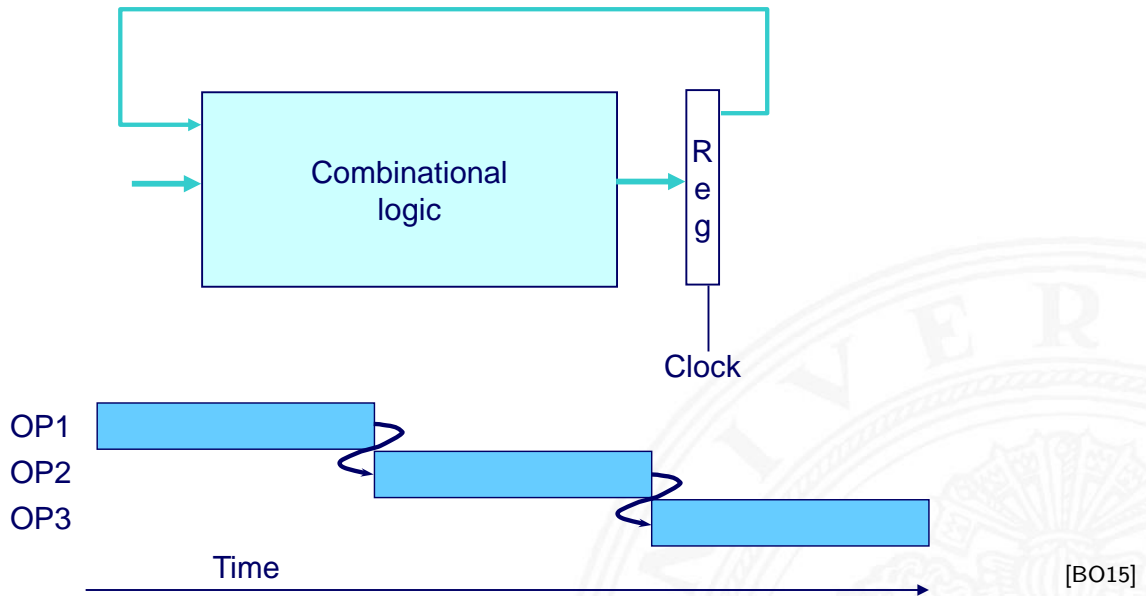 Combinational
logic
R
e
g
Clock
OP1
OP2
OP3
Time
[BO15]
I V E R